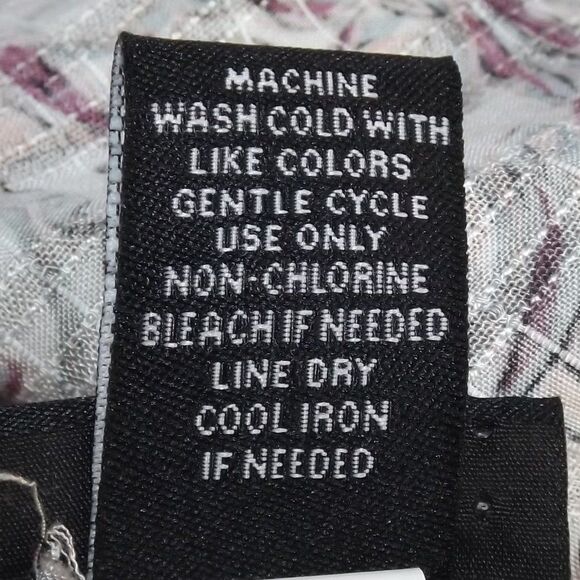 MACHINE
WASH COLD WITH
LIKE COLORS
GENTLE CYCLE
USE ONLY
NON-CHLORINE
BLEACH IF NEEDED
LINE DRY
COOL IRON
IF NEEDED